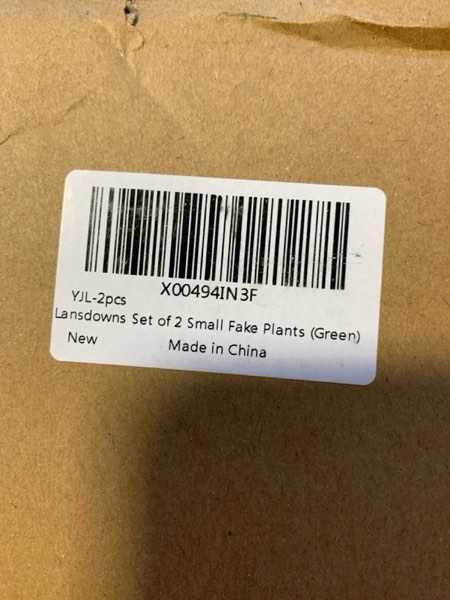 X00494IN3F
YJL-2pcs
Lansdowns Set of 2 Small Fake Plants (Green)
New
Made in China